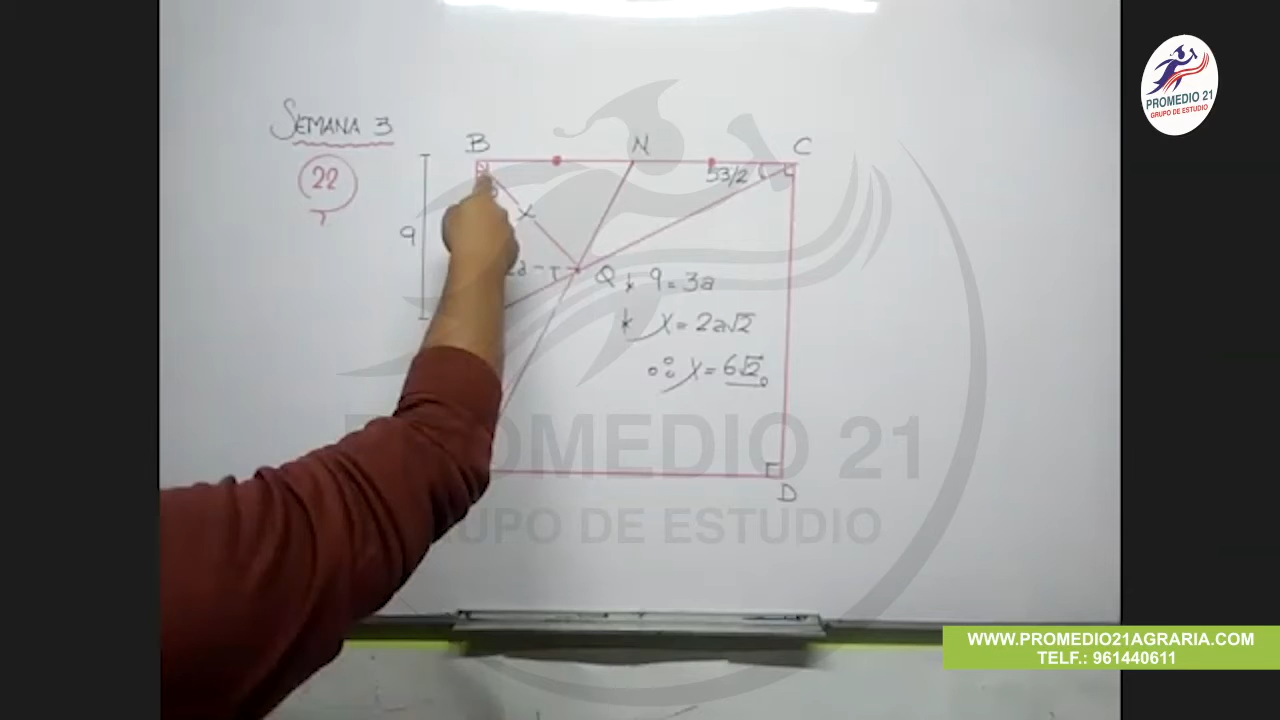 PROMEDIO 21
GRUPO DE ESTUDIO
SEMANA 3
22
B N C
53/2
X
9
2a
Q
9 = 3a
X = 2a√2
∴ X = 6√2
D
PROMEDIO 21
GRUPO DE ESTUDIO
WWW.PROMEDIO21AGRARIA.COM
TELF.: 961440611